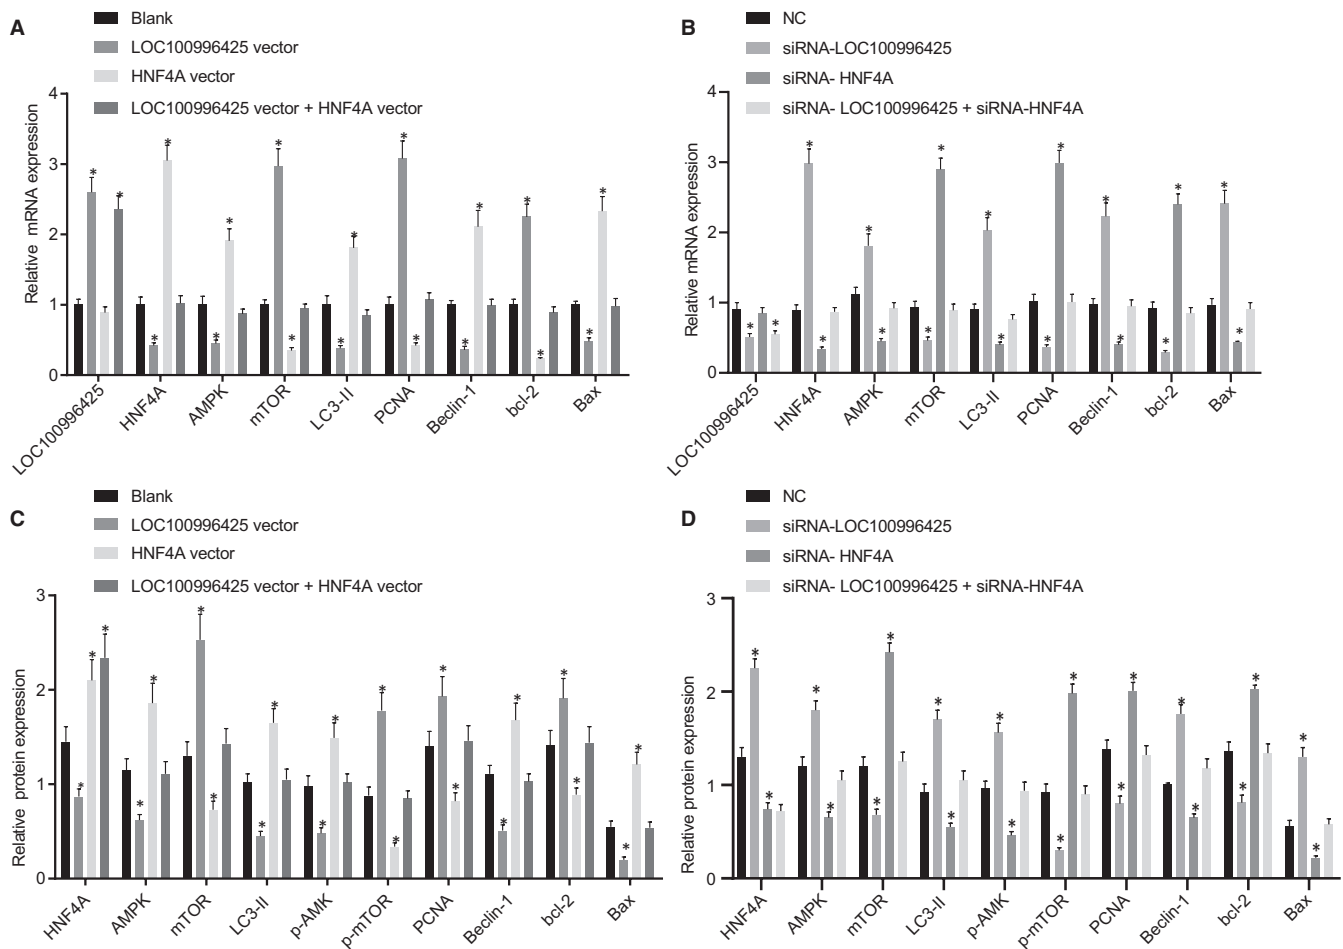 A
Blank
LOC100996425 vector
HNF4A vector
LOC100996425 vector + HNF4A vector
Relative mRNA expression
4
3
2
1
0
* * * * * * * * * * * * * * * * * *
LOC100996425
HNF4A
AMPK
mTOR
LC3-II
PCNA
Beclin-1
bcl-2
Bax
B
NC
siRNA-LOC100996425
siRNA- HNF4A
siRNA- LOC100996425 + siRNA-HNF4A
Relative mRNA expression
4
3
2
1
0
* * * * * * * * * * * * * * * * * *
LOC100996425
HNF4A
AMPK
mTOR
LC3-II
PCNA
Beclin-1
bcl-2
Bax
C
Blank
LOC100996425 vector
HNF4A vector
LOC100996425 vector + HNF4A vector
Relative protein expression
3
2
1
0
* * * * * * * * * * * * * * * * * * * * *
HNF4A
AMPK
mTOR
LC3-II
p-AMK
p-mTOR
PCNA
Beclin-1
bcl-2
Bax
D
NC
siRNA-LOC100996425
siRNA- HNF4A
siRNA- LOC100996425 + siRNA-HNF4A
Relative protein expression
3
2
1
0
* * * * * * * * * * * * * * * * * * * *
HNF4A
AMPK
mTOR
LC3-II
p-AMK
p-mTOR
PCNA
Beclin-1
bcl-2
Bax